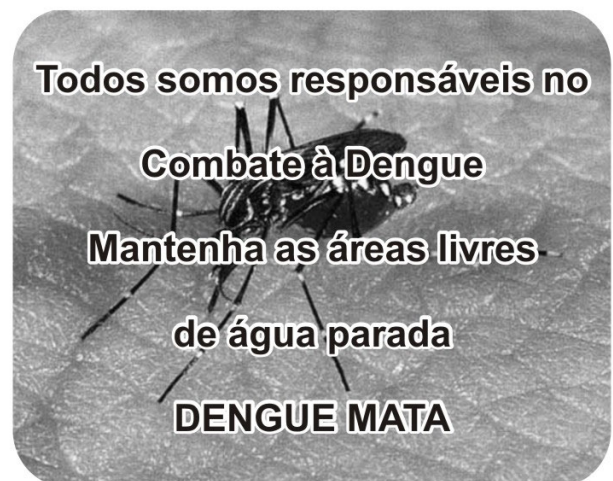 Todos somos responsáveis no
Combate à Dengue
Mantenha as áreas livres
de água parada
DENGUE MATA